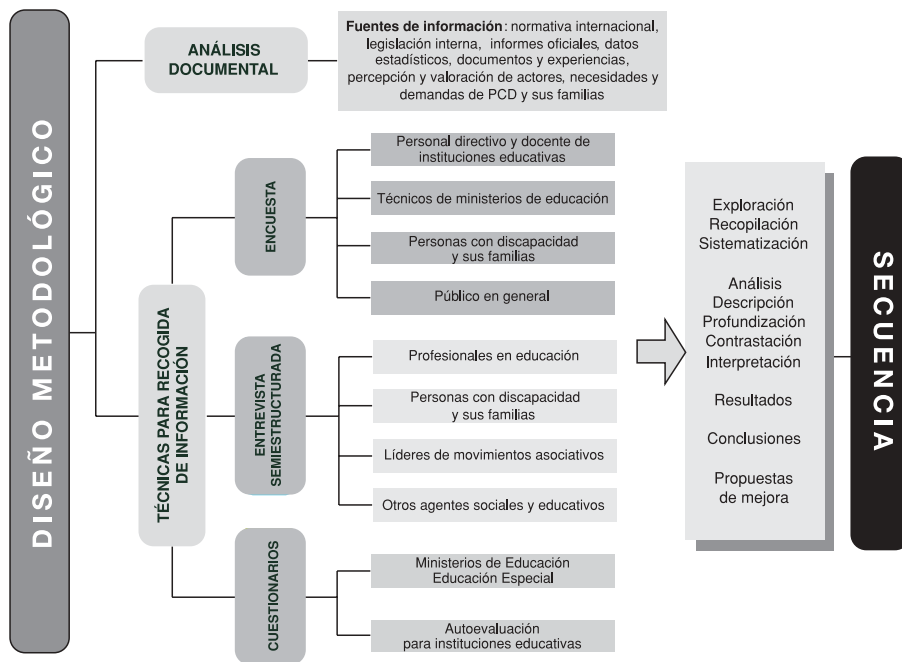 DISEÑO METODOLÓGICO
ANÁLISIS
DOCUMENTAL
Fuentes de información: normativa internacional,
legislación interna, informes oficiales, datos
estadísticos, documentos y experiencias,
percepción y valoración de actores, necesidades y
demandas de PCD y sus familias
TÉCNICAS PARA RECOGIDA
DE INFORMACIÓN
ENCUESTA
Personal directivo y docente de
instituciones educativas
Técnicos de ministerios de educación
Personas con discapacidad
y sus familias
Público en general
ENTREVISTA
SEMIESTRUCTURADA
Profesionales en educación
Personas con discapacidad
y sus familias
Líderes de movimientos asociativos
Otros agentes sociales y educativos
CUESTIONARIOS
Ministerios de Educación
Educación Especial
Autoevaluación
para instituciones educativas
Exploración
Recopilación
Sistematización
Análisis
Descripción
Profundización
Contrastación
Interpretación
Resultados
Conclusiones
Propuestas
de mejora
SECUENCIA